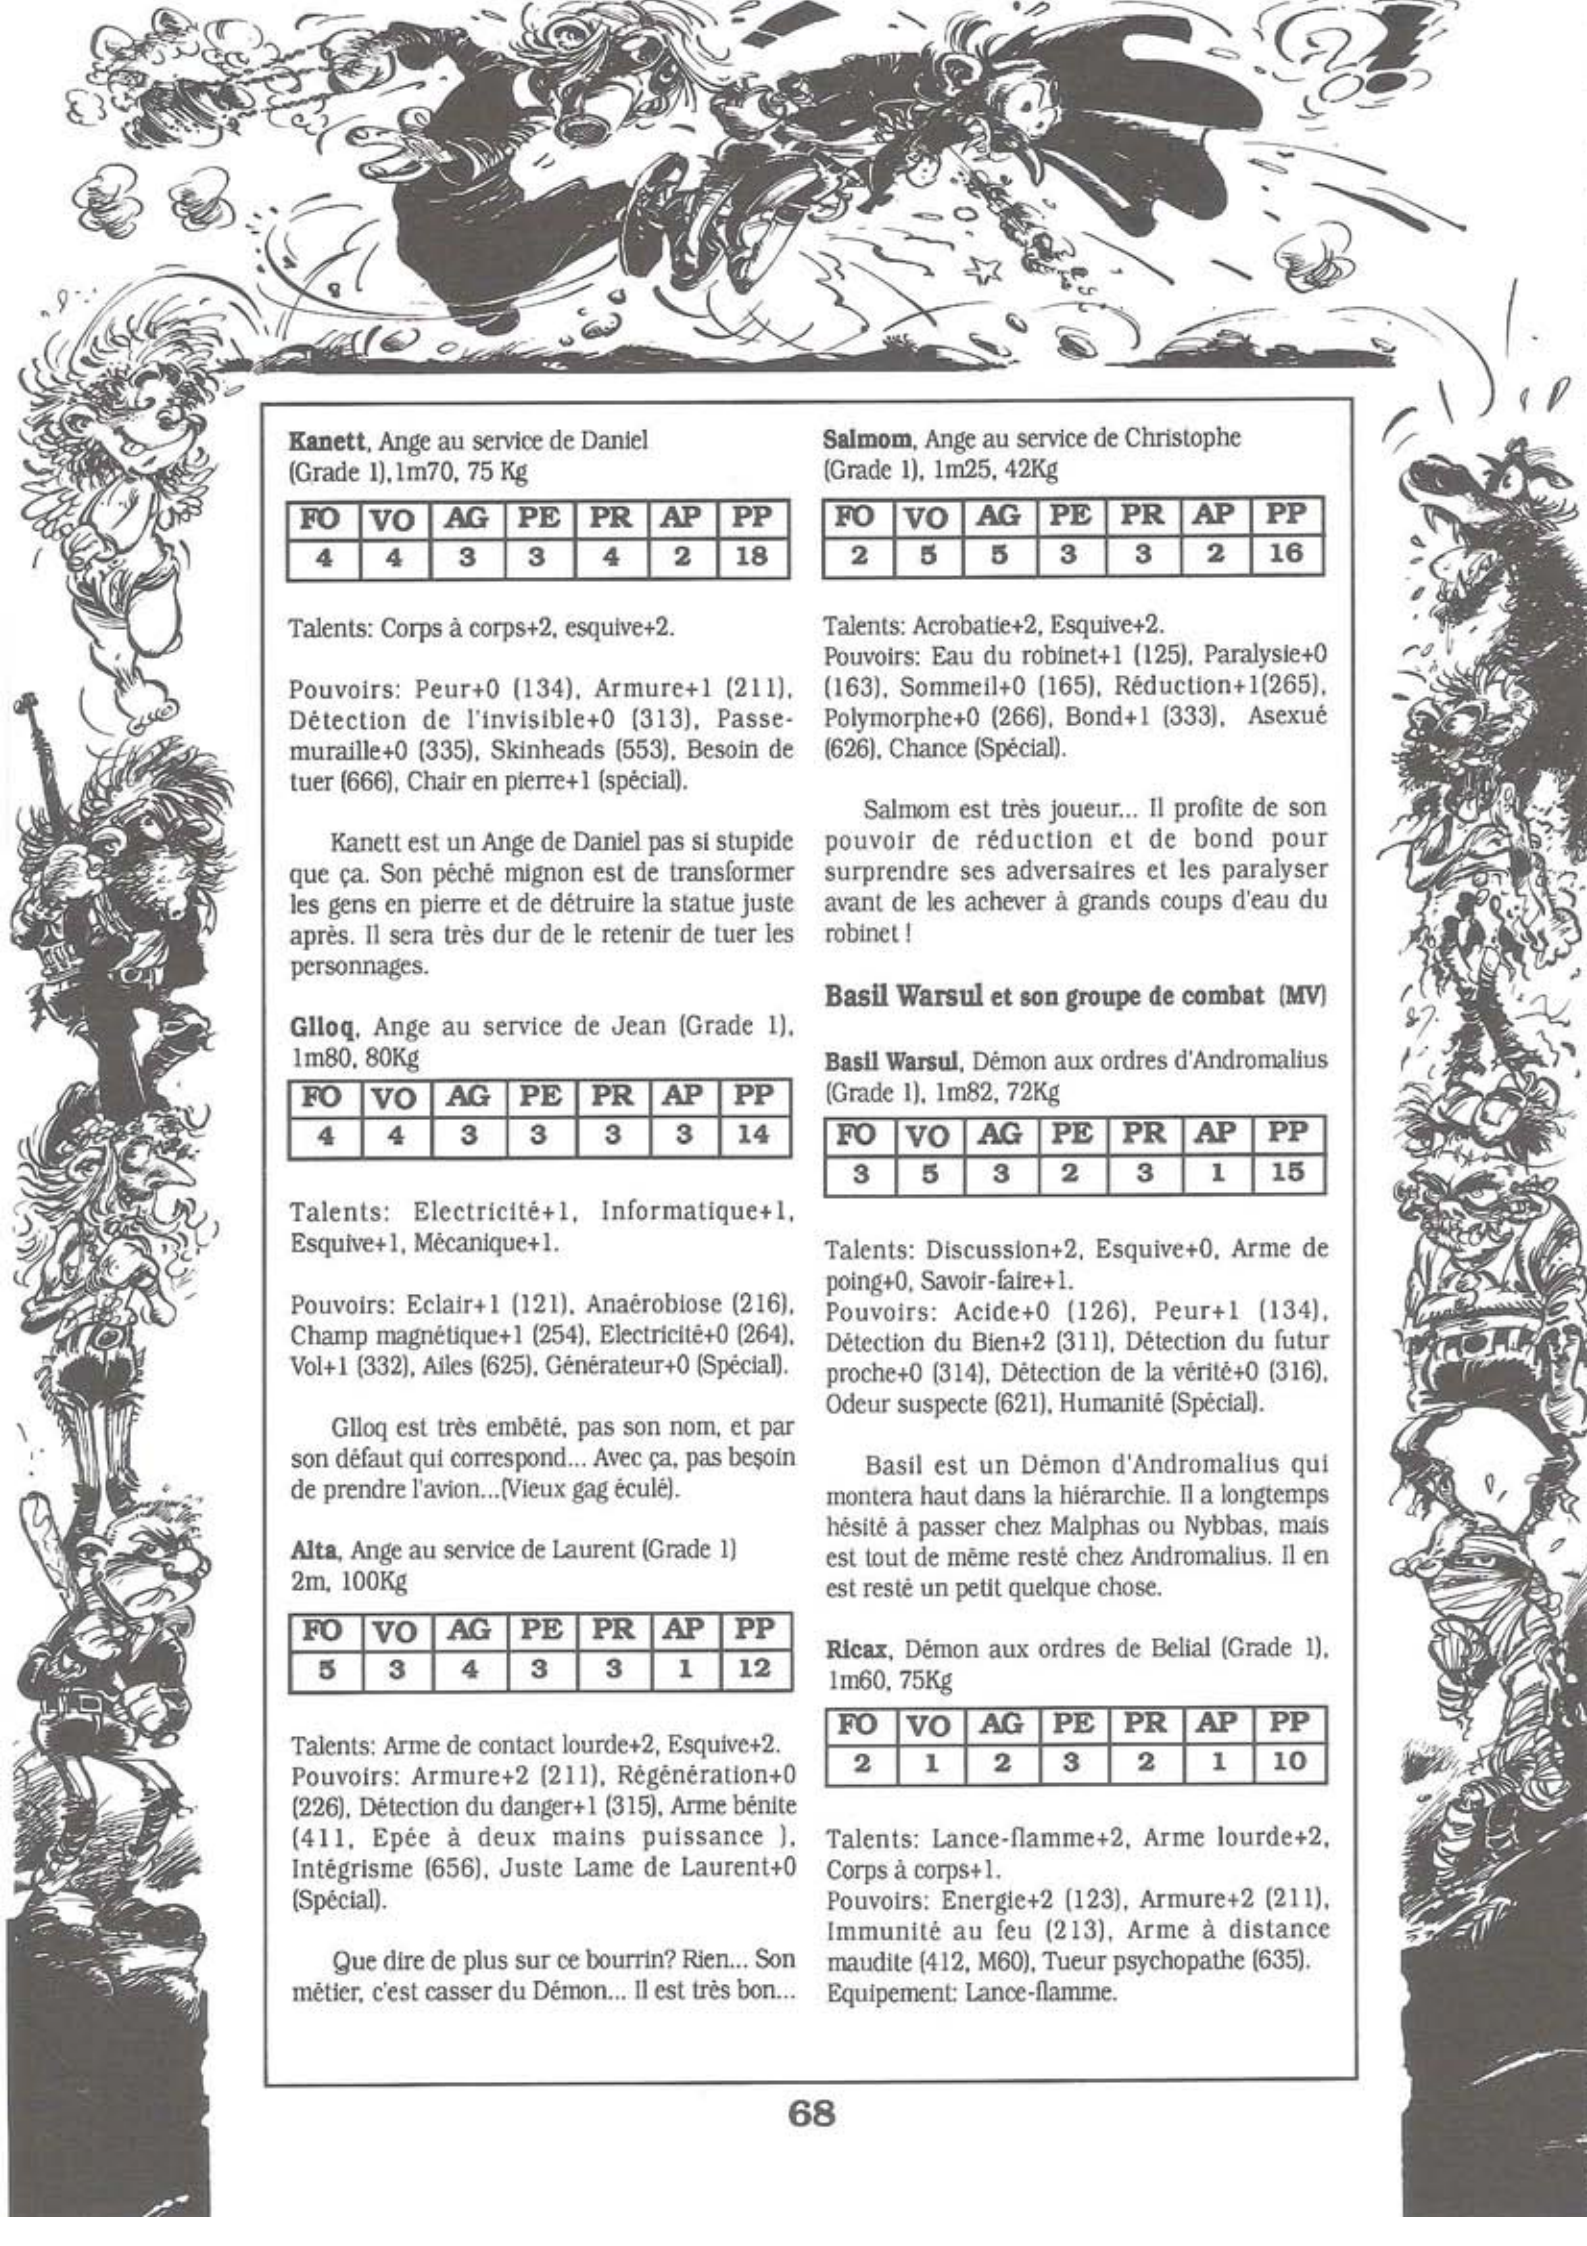 Kanett, Ange au service de Daniel
(Grade 1),1m70, 75 Kg
FO VO AG PE PR AP PP
4 4 3 3 4 2 18
Talents: Corps à corps+2, esquive+2.
Pouvoirs: Peur+0 (134), Armure+1 (211),
Détection de l'invisible+0 (313), Passe-
muraille+0 (335), Skinheads (553), Besoin de
tuer (666), Chair en pierre+1 (spécial).
Kanett est un Ange de Daniel pas si stupide
que ça. Son péché mignon est de transformer
les gens en pierre et de détruire la statue juste
après. Il sera très dur de le retenir de tuer les
personnages.
Glloq, Ange au service de Jean (Grade 1),
1m80, 80Kg
FO VO AG PE PR AP PP
4 4 3 3 3 3 14
Talents: Electricité+1, Informatique+1,
Esquive+1, Mécanique+1.
Pouvoirs: Eclair+1 (121), Anaérobiose (216),
Champ magnétique+1 (254), Electricité+0 (264),
Vol+1 (332), Ailes (625), Générateur+0 (Spécial).
Glloq est très embêté, pas son nom, et par
son défaut qui correspond... Avec ça, pas besoin
de prendre l'avion...(Vieux gag éculé).
Alta, Ange au service de Laurent (Grade 1)
2m, 100Kg
FO VO AG PE PR AP PP
5 3 4 3 3 1 12
Talents: Arme de contact lourde+2, Esquive+2.
Pouvoirs: Armure+2 (211), Régénération+0
(226), Détection du danger+1 (315), Arme bénite
(411, Epée à deux mains puissance ),
Intégrisme (656), Juste Lame de Laurent+0
(Spécial).
Que dire de plus sur ce bourrin? Rien... Son
métier, c'est casser du Démon... Il est très bon...
Salmom, Ange au service de Christophe
(Grade 1), 1m25, 42Kg
FO VO AG PE PR AP PP
2 5 5 3 3 2 16
Talents: Acrobatie+2, Esquive+2.
Pouvoirs: Eau du robinet+1 (125), Paralysie+0
(163), Sommeil+0 (165), Réduction+1(265),
Polymorphe+0 (266), Bond+1 (333), Asexué
(626), Chance (Spécial).
Salmom est très joueur... Il profite de son
pouvoir de réduction et de bond pour
surprendre ses adversaires et les paralyser
avant de les achever à grands coups d'eau du
robinet !
Basil Warsul et son groupe de combat (MV)
Basil Warsul, Démon aux ordres d'Andromalius
(Grade 1), 1m82, 72Kg
FO VO AG PE PR AP PP
3 5 3 2 3 1 15
Talents: Discussion+2, Esquive+0, Arme de
poing+0, Savoir-faire+1.
Pouvoirs: Acide+0 (126), Peur+1 (134),
Détection du Bien+2 (311), Détection du futur
proche+0 (314), Détection de la vérité+0 (316),
Odeur suspecte (621), Humanité (Spécial).
Basil est un Démon d'Andromalius qui
montera haut dans la hiérarchie. Il a longtemps
hésité à passer chez Malphas ou Nybbas, mais
est tout de même resté chez Andromalius. Il en
est resté un petit quelque chose.
Ricax, Démon aux ordres de Belial (Grade 1),
1m60, 75Kg
FO VO AG PE PR AP PP
2 1 2 3 2 1 10
Talents: Lance-flamme+2, Arme lourde+2,
Corps à corps+1.
Pouvoirs: Energie+2 (123), Armure+2 (211),
Immunité au feu (213), Arme à distance
maudite (412, M60), Tueur psychopathe (635).
Equipement: Lance-flamme.
68